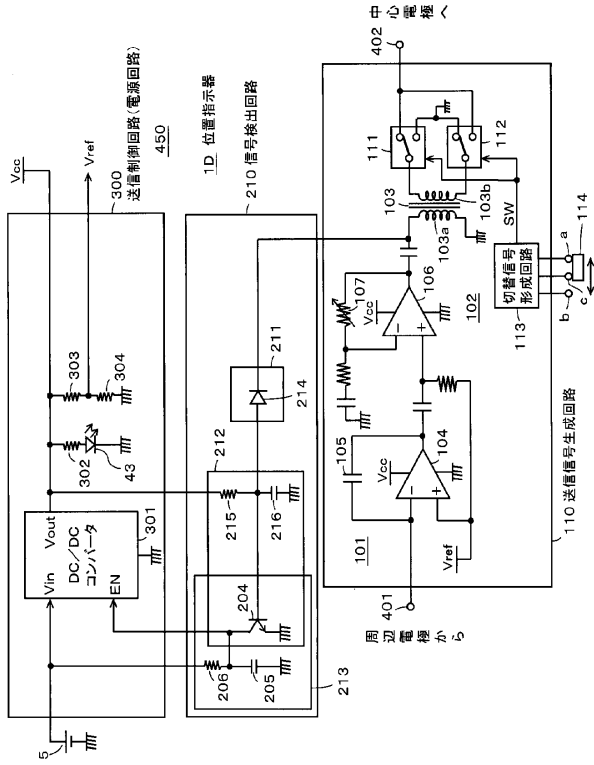 Vcc
Vref
300
送信制御回路(電源回路)
450
303
304
302
43
Vin
Vout
DC/DC
コンバータ
EN
301
5
1D 位置指示器
210 信号検出回路
211
214
212
215
216
204
206
205
213
中心電極へ
402
111
112
103
103a
103b
SW
切替信号
形成回路
113
a
b
c
114
107
Vcc
106
102
105
Vcc
104
101
Vref
401
周辺電極から
110 送信信号生成回路